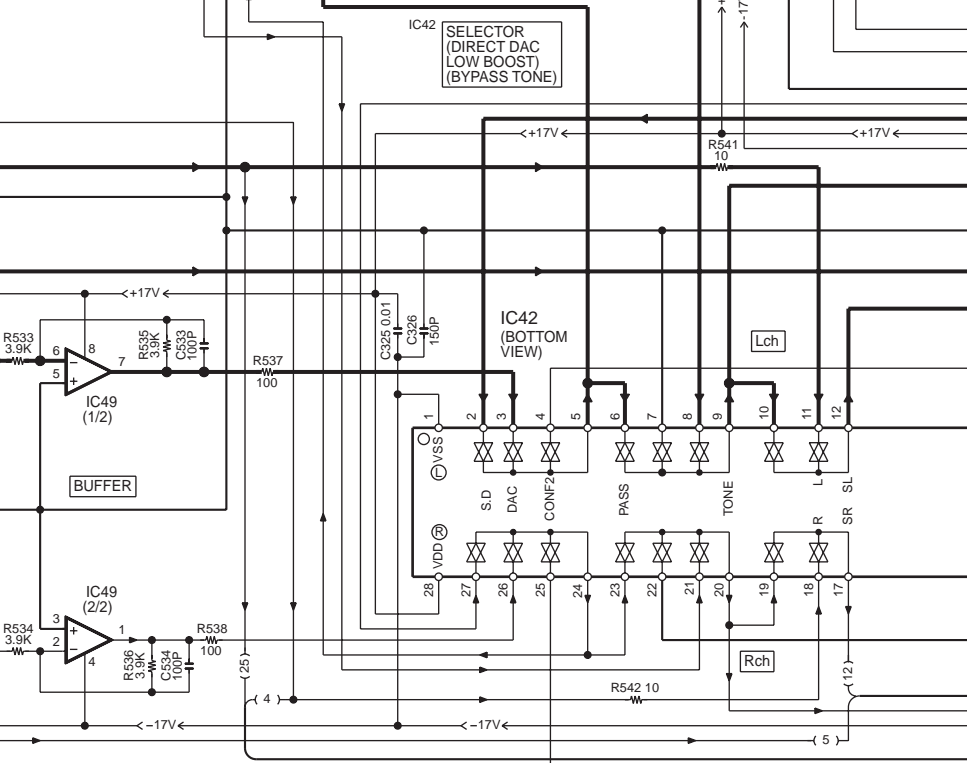 IC42
SELECTOR
(DIRECT DAC
LOW BOOST)
(BYPASS TONE)
-17
+17V
+17V
R541
10
+17V
R533
3.9K
6
5
8
7
R535
3.9K
C533
100P
IC49
(1/2)
R537
100
C325 0.01
C326
150P
IC42
(BOTTOM
VIEW)
Lch
1
2
3
4
5
6
7
8
9
10
11
12
L
VSS
S.D
DAC
CONF2
PASS
TONE
L
SL
BUFFER
R
VDD
R
SR
28
27
26
25
24
23
22
21
20
19
18
17
IC49
(2/2)
3
2
1
4
R534
3.9K
R536
3.9K
C534
100P
R538
100
25
Rch
12
4
R542 10
−17V
−17V
5